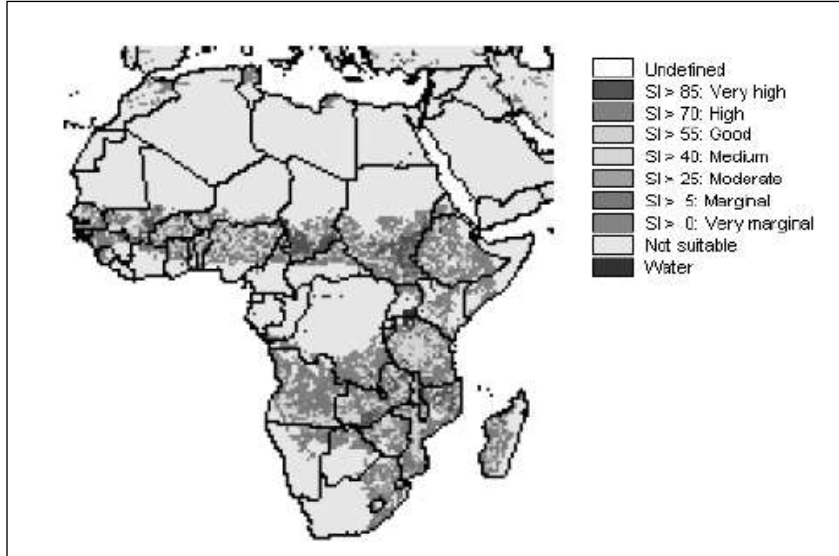 Undefined
SI > 85: Very high
SI > 70: High
SI > 55: Good
SI > 40: Medium
SI > 25: Moderate
SI > 5: Marginal
SI > 0: Very marginal
Not suitable
Water